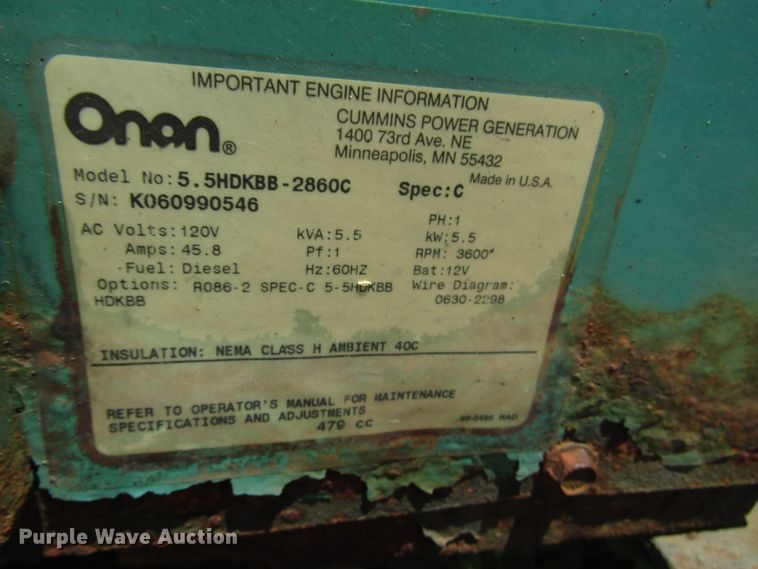 IMPORTANT ENGINE INFORMATION
Onan®
CUMMINS POWER GENERATION
1400 73rd Ave. NE
Minneapolis, MN 55432
Model No: 5.5HDKBB-2860C Spec:C Made in U.S.A.
S/N: K060990546
PH:1
AC Volts:120V kVA:5.5 kW:5.5
Amps:45.8 Pf:1 RPM: 3600
Fuel: Diesel Hz:60HZ Bat:12V
Options: R086-2 SPEC-C 5-5HDKBB Wire Diagram:
HDKBB 0630-2298
INSULATION: NEMA CLASS H AMBIENT 40C
REFER TO OPERATOR'S MANUAL FOR MAINTENANCE
SPECIFICATIONS AND ADJUSTMENTS
479 CC
99-2495 RAD
Purple Wave Auction